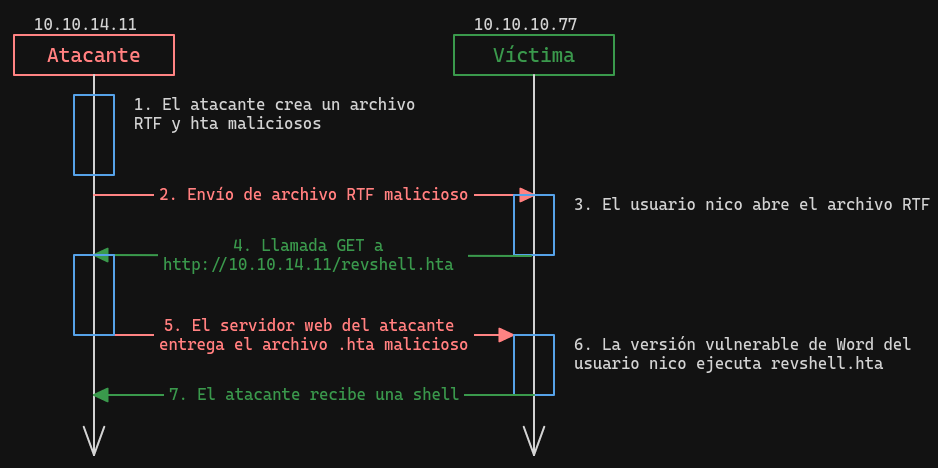 10.10.14.11
10.10.10.77
Atacante
Víctima
1. El atacante crea un archivo
RTF y hta maliciosos
2. Envío de archivo RTF malicioso
3. El usuario nico abre el archivo RTF
4. Llamada GET a
http://10.10.14.11/revshell.hta
5. El servidor web del atacante
entrega el archivo .hta malicioso
6. La versión vulnerable de Word del
usuario nico ejecuta revshell.hta
7. El atacante recibe una shell